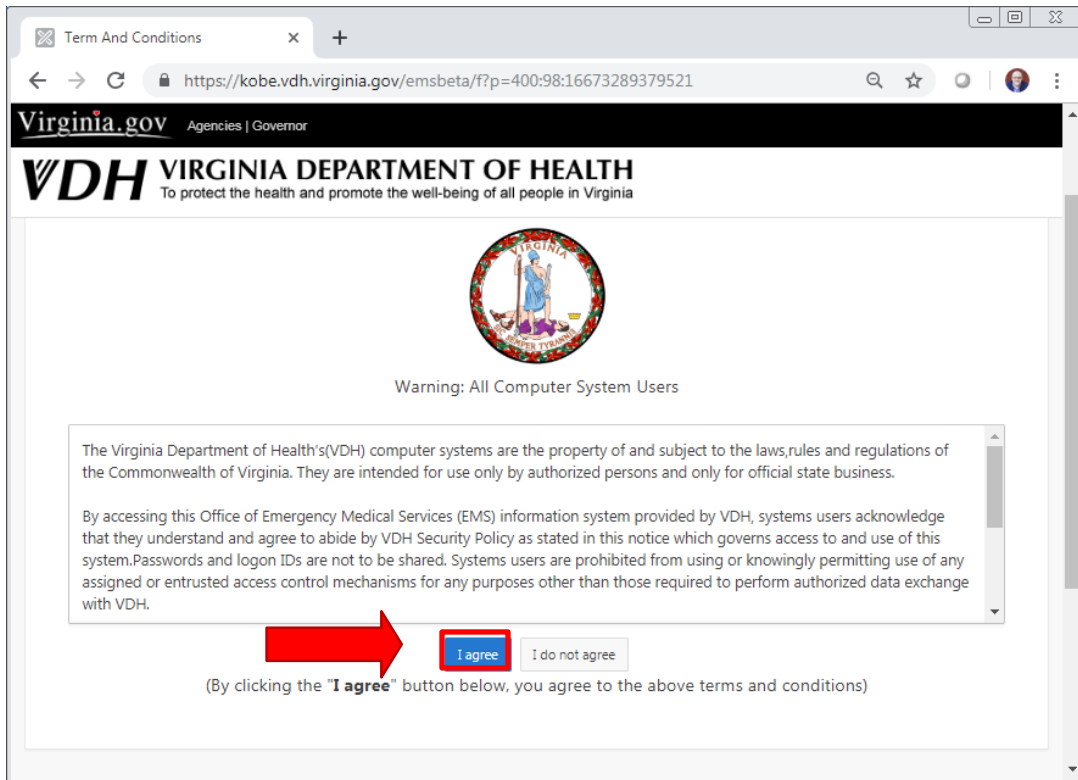 Term And Conditions
https://kobe.vdh.virginia.gov/emsbeta/f?p=400:98:16673289379521
Virginia.gov Agencies | Governor
VDH VIRGINIA DEPARTMENT OF HEALTH
To protect the health and promote the well-being of all people in Virginia
VIRGINIA
SIC SEMPER TYRANNIS
Warning: All Computer System Users
The Virginia Department of Health's(VDH) computer systems are the property of and subject to the laws,rules and regulations of
the Commonwealth of Virginia. They are intended for use only by authorized persons and only for official state business.
By accessing this Office of Emergency Medical Services (EMS) information system provided by VDH, systems users acknowledge
that they understand and agree to abide by VDH Security Policy as stated in this notice which governs access to and use of this
system.Passwords and logon IDs are not to be shared. Systems users are prohibited from using or knowingly permitting use of any
assigned or entrusted access control mechanisms for any purposes other than those required to perform authorized data exchange
with VDH.
I agree I do not agree
(By clicking the "I agree" button below, you agree to the above terms and conditions)